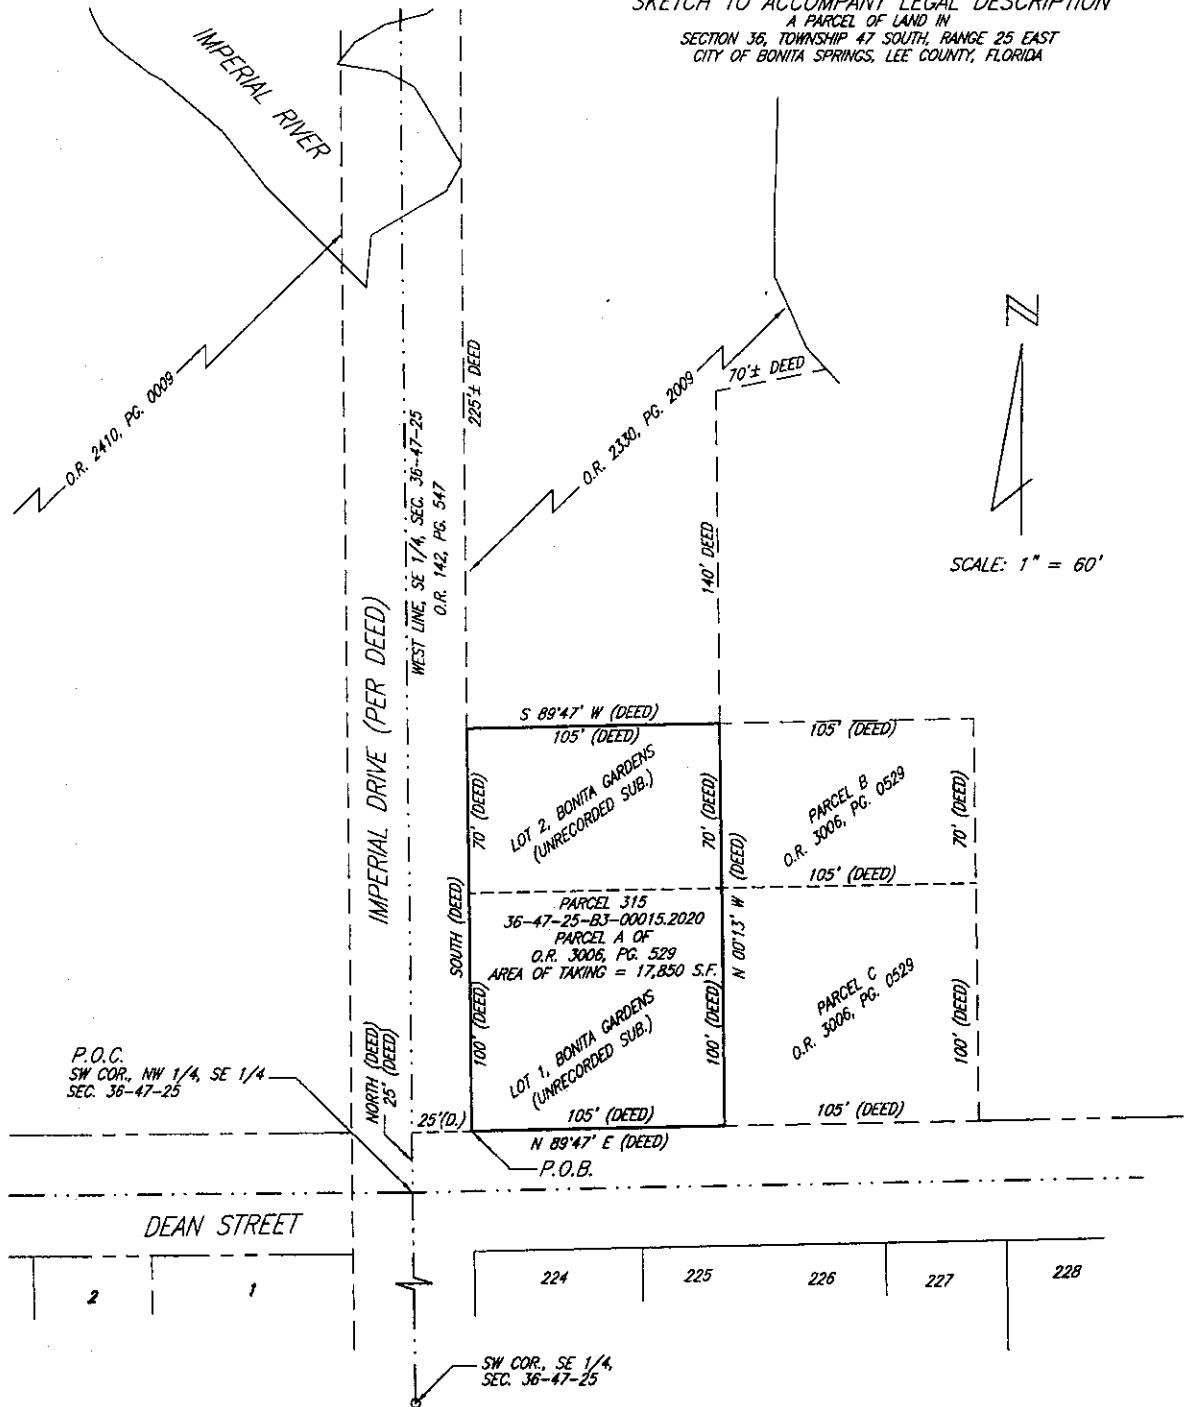 SKETCH TO ACCOMPANY LEGAL DESCRIPTION
A PARCEL OF LAND IN
SECTION 36, TOWNSHIP 47 SOUTH, RANGE 25 EAST
CITY OF BONITA SPRINGS, LEE COUNTY, FLORIDA
IMPERIAL RIVER
N
SCALE: 1" = 60'
O.R. 2410, PG. 0009
225'± DEED
O.R. 2330, PG. 2009
70'± DEED
140' DEED
WEST LINE, SE 1/4, SEC. 36-47-25
O.R. 142, PG. 547
IMPERIAL DRIVE (PER DEED)
S 89°47' W (DEED)
105' (DEED)
105' (DEED)
70' (DEED)
LOT 2, BONITA GARDENS
(UNRECORDED SUB.)
70' (DEED)
PARCEL B
O.R. 3006, PG. 0529
70' (DEED)
105' (DEED)
SOUTH (DEED)
PARCEL 315
36-47-25-B3-00015.2020
PARCEL A OF
O.R. 3006, PG. 529
AREA OF TAKING = 17,850 S.F.
N 00°13' W (DEED)
100' (DEED)
LOT 1, BONITA GARDENS
(UNRECORDED SUB.)
100' (DEED)
PARCEL C
O.R. 3006, PG. 0529
100' (DEED)
P.O.C.
SW COR., NW 1/4, SE 1/4
SEC. 36-47-25
NORTH (DEED)
25' (DEED)
25'(D.)
105' (DEED)
105' (DEED)
N 89°47' E (DEED)
P.O.B.
DEAN STREET
2
1
224
225
226
227
228
SW COR., SE 1/4,
SEC. 36-47-25